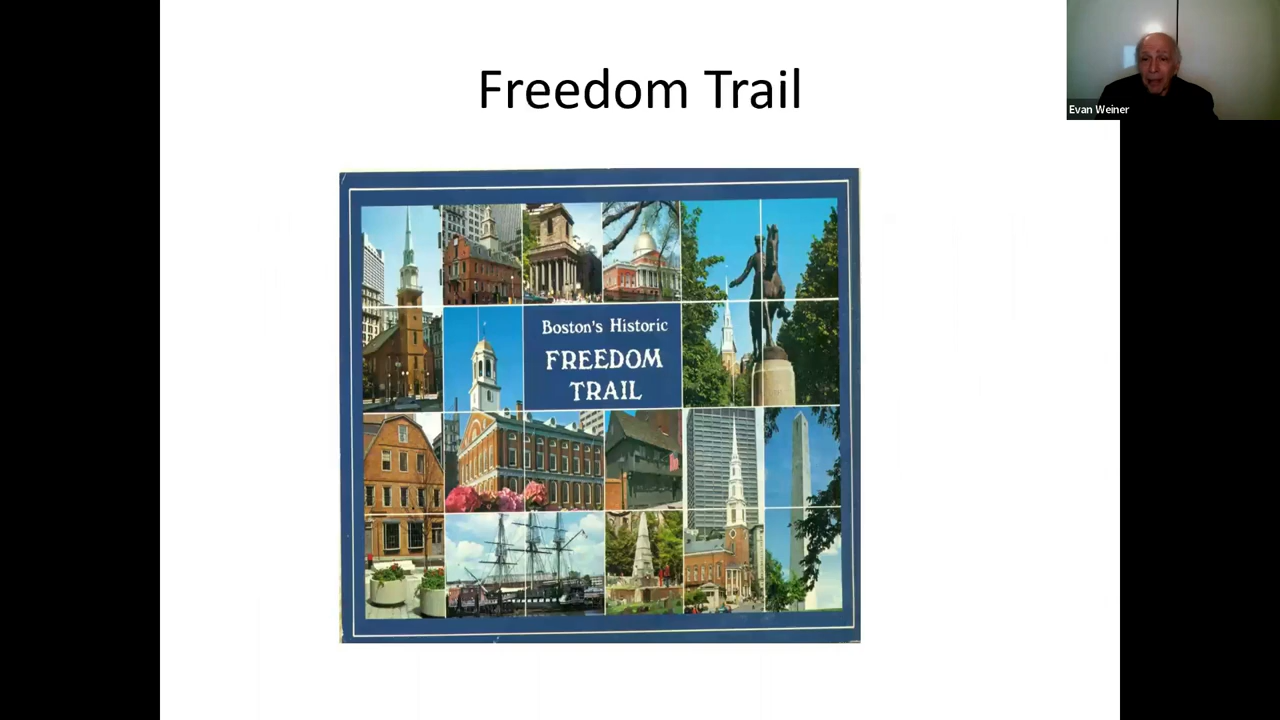 Freedom Trail
Evan Weiner
Boston's Historic
FREEDOM
TRAIL